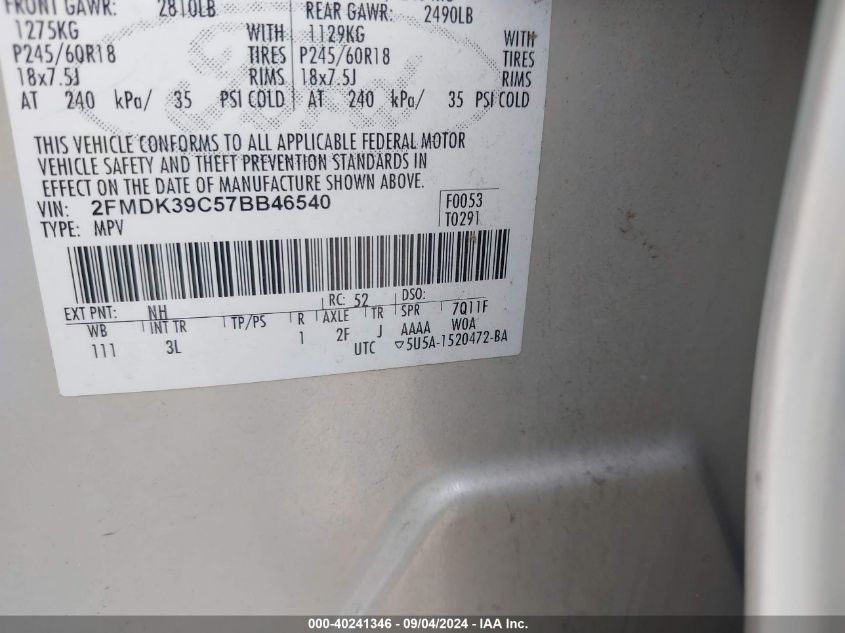 FRONT GAWR: 2810LB REAR GAWR: 2490LB
1275KG WITH 1129KG WITH
P245/60R18 TIRES P245/60R18 TIRES
18x7.5J RIMS 18x7.5J RIMS
AT 240 kPa/ 35 PSI COLD AT 240 kPa/ 35 PSI COLD
THIS VEHICLE CONFORMS TO ALL APPLICABLE FEDERAL MOTOR
VEHICLE SAFETY AND THEFT PREVENTION STANDARDS IN
EFFECT ON THE DATE OF MANUFACTURE SHOWN ABOVE.
VIN: 2FMDK39C57BB46540 F0053
TYPE: MPV T0291
EXT PNT: NH RC: 52 DSO:
WB INT TR TP/PS R AXLE TR SPR 7Q11F
111 3L 1 2F J AAAA WOA
UTC ▽5U5A-1520472-BA
000-40241346 - 09/04/2024 - IAA Inc.